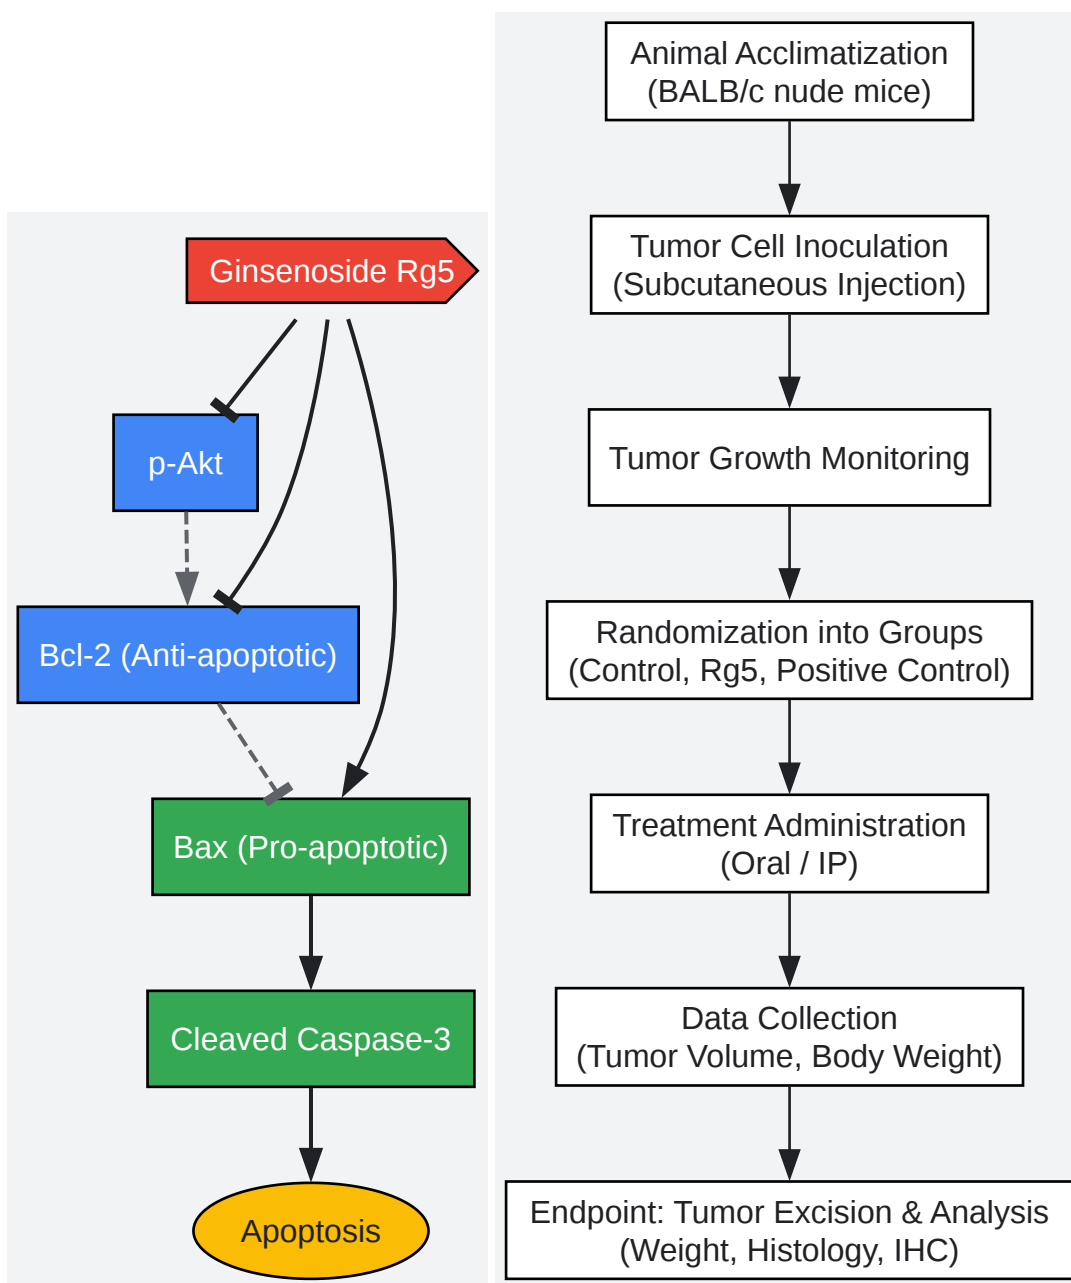 Ginsenoside Rg5
p-Akt
Bcl-2 (Anti-apoptotic)
Bax (Pro-apoptotic)
Cleaved Caspase-3
Apoptosis
Animal Acclimatization
(BALB/c nude mice)
Tumor Cell Inoculation
(Subcutaneous Injection)
Tumor Growth Monitoring
Randomization into Groups
(Control, Rg5, Positive Control)
Treatment Administration
(Oral / IP)
Data Collection
(Tumor Volume, Body Weight)
Endpoint: Tumor Excision & Analysis
(Weight, Histology, IHC)